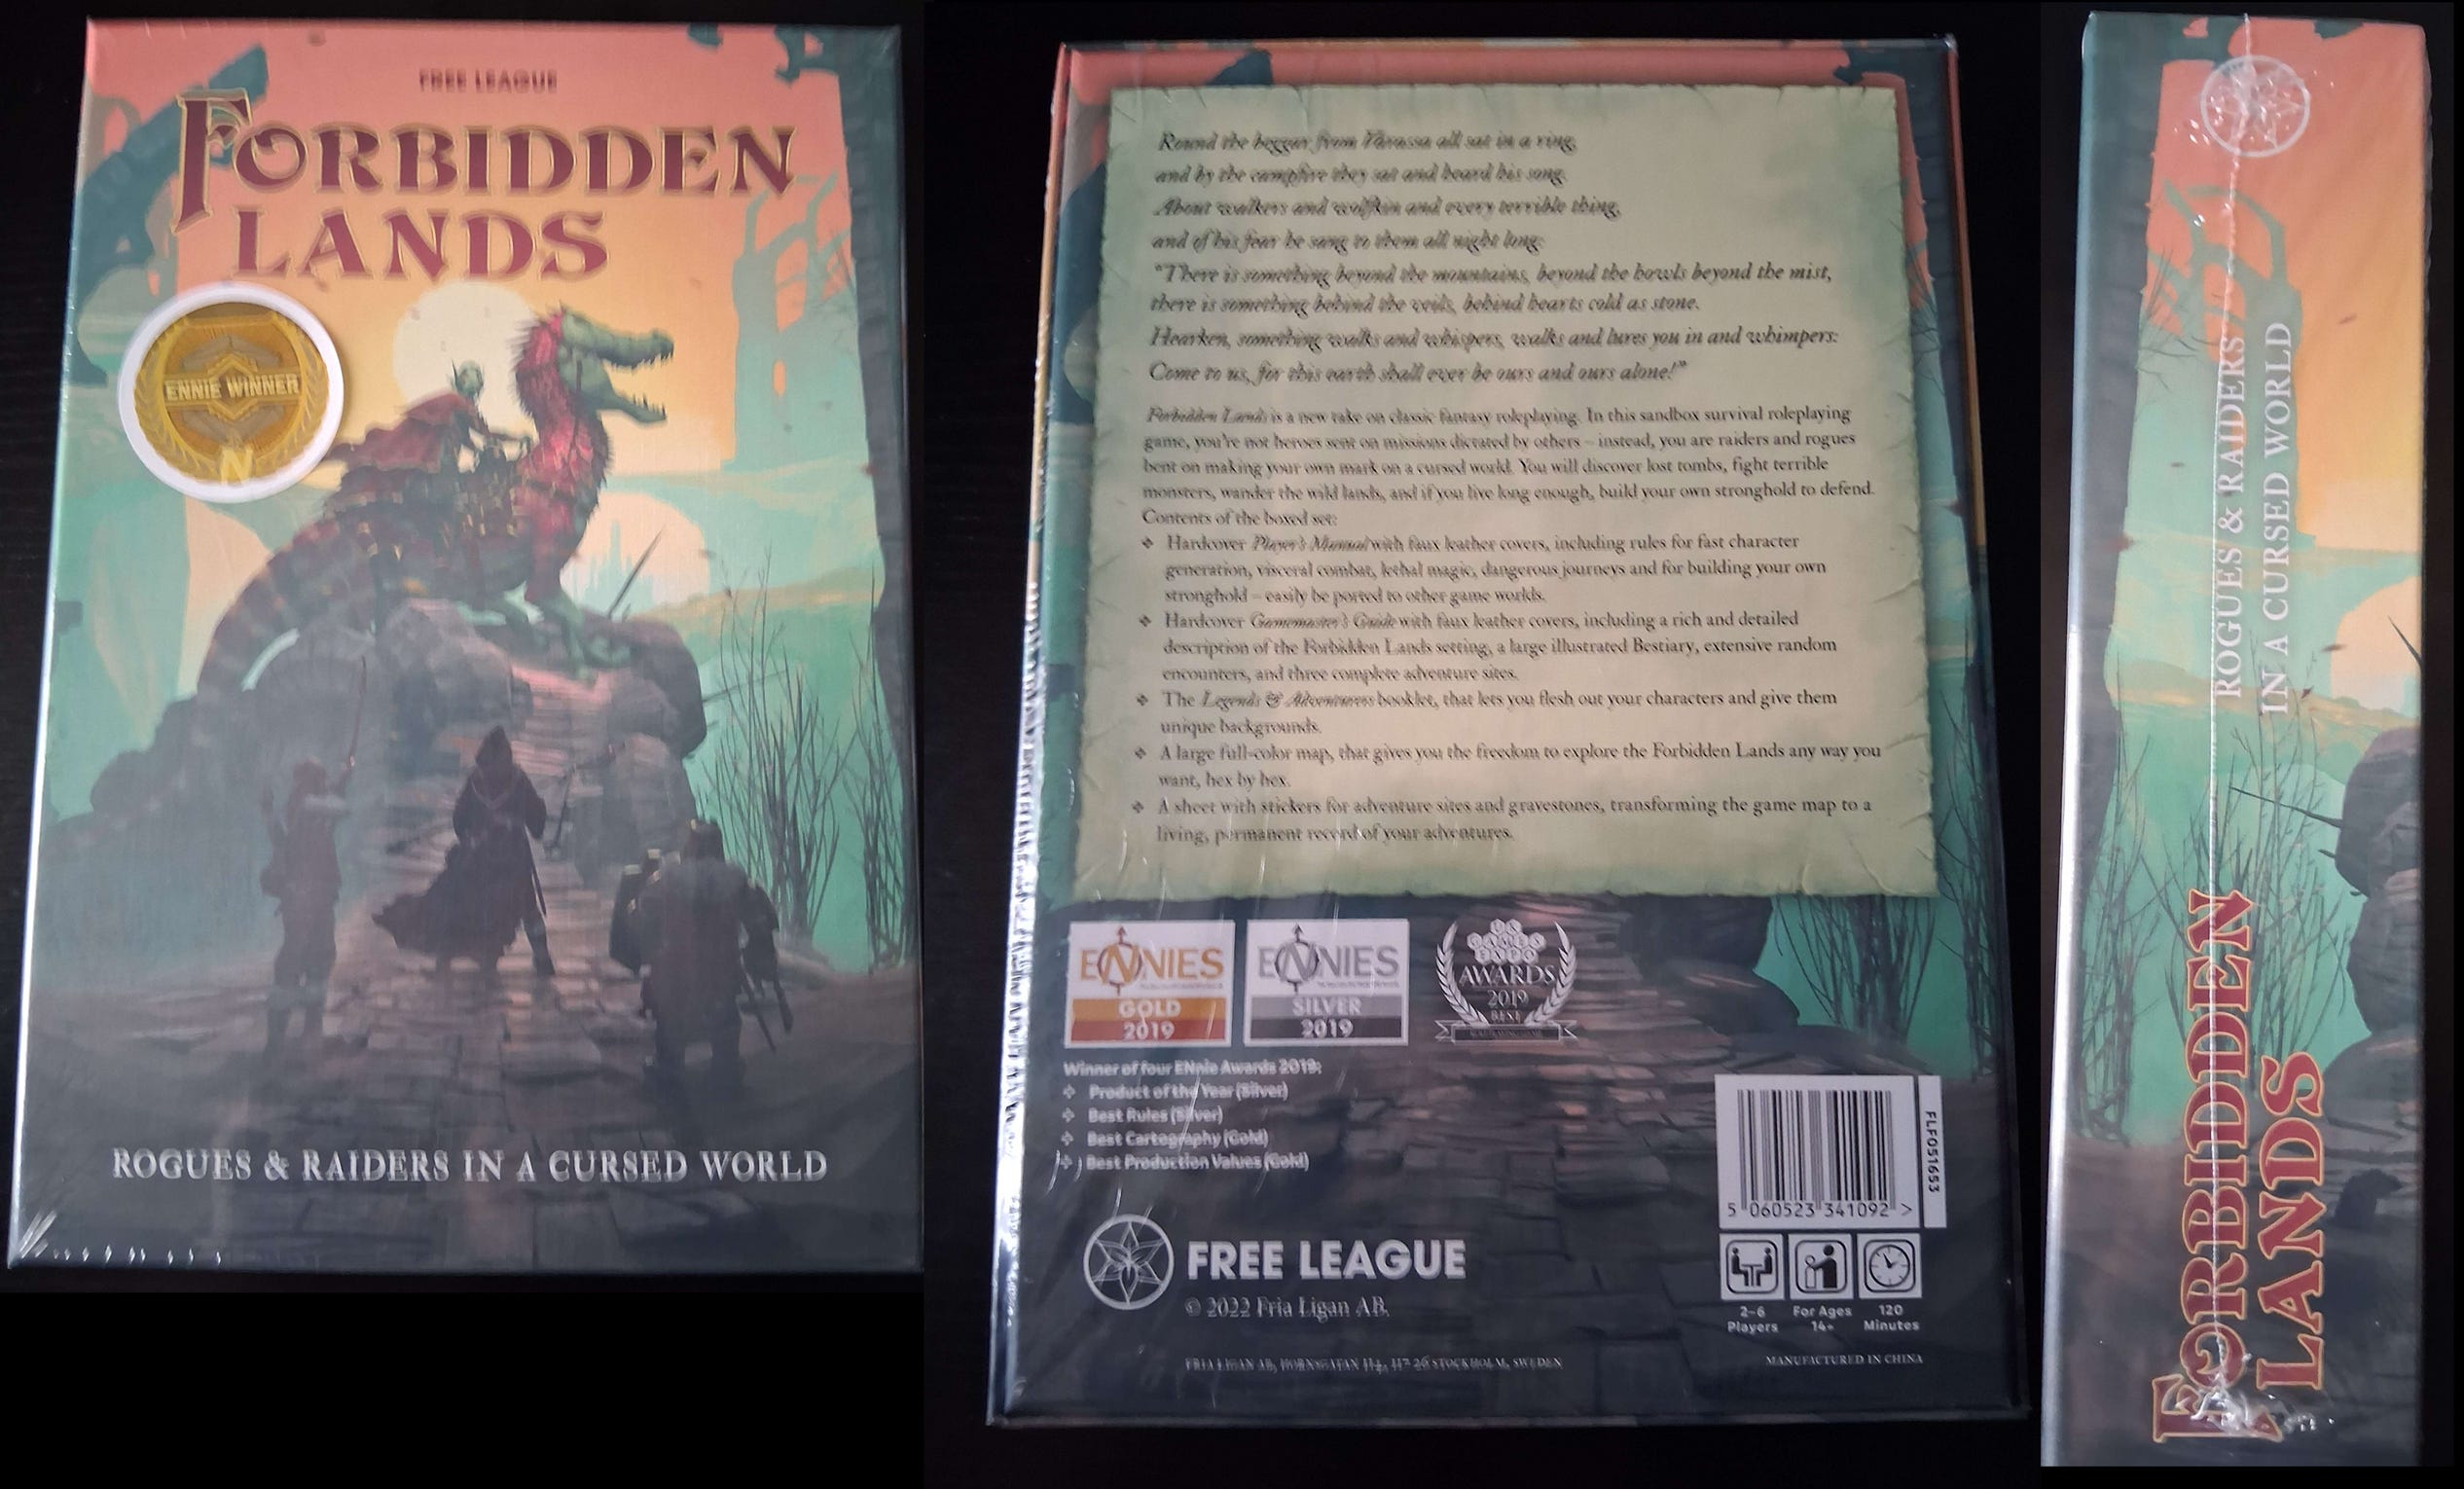 FREE LEAGUE
FORBIDDEN
LANDS
ENNIE WINNER
ROGUES & RAIDERS IN A CURSED WORLD
Round the beggar from Varassa all sat in a ring,
and by the campfire they sat and heard his song.
About walkers and wolfkin and every terrible thing,
and of his fear he sang to them all night long:
"There is something beyond the mountains, beyond the howls beyond the mist,
there is something behind the veils, behind hearts cold as stone.
Hearken, something walks and whispers, walks and lures you in and whimpers:
Come to us, for this earth shall ever be ours and ours alone!"
Forbidden Lands is a new take on classic fantasy roleplaying. In this sandbox survival roleplaying
game, you're not heroes sent on missions dictated by others – instead, you are raiders and rogues
bent on making your own mark on a cursed world. You will discover lost tombs, fight terrible
monsters, wander the wild lands, and if you live long enough, build your own stronghold to defend.
Contents of the boxed set:
❖ Hardcover Player's Manual with faux leather covers, including rules for fast character
generation, visceral combat, lethal magic, dangerous journeys and for building your own
stronghold – easily be ported to other game worlds.
❖ Hardcover Gamemaster's Guide with faux leather covers, including a rich and detailed
description of the Forbidden Lands setting, a large illustrated Bestiary, extensive random
encounters, and three complete adventure sites.
❖ The Legends & Adventurers booklet, that lets you flesh out your characters and give them
unique backgrounds.
❖ A large full-color map, that gives you the freedom to explore the Forbidden Lands any way you
want, hex by hex.
❖ A sheet with stickers for adventure sites and gravestones, transforming the game map to a
living, permanent record of your adventures.
ENNIES
GOLD
2019
ENNIES
SILVER
2019
AWARDS
2019
BEST
Winner of four ENnie Awards 2019:
❖ Product of the Year (Silver)
❖ Best Rules (Silver)
❖ Best Cartography (Gold)
❖ Best Production Values (Gold)
FLF051653
5 060523 341092 >
FREE LEAGUE
© 2022 Fria Ligan AB.
2–6
Players
For Ages
14+
120
Minutes
FRIA LIGAN AB, HORNSGATAN 114, 117 26 STOCKHOLM, SWEDEN
MANUFACTURED IN CHINA
ROGUES & RAIDERS
IN A CURSED WORLD
FORBIDDEN
LANDS